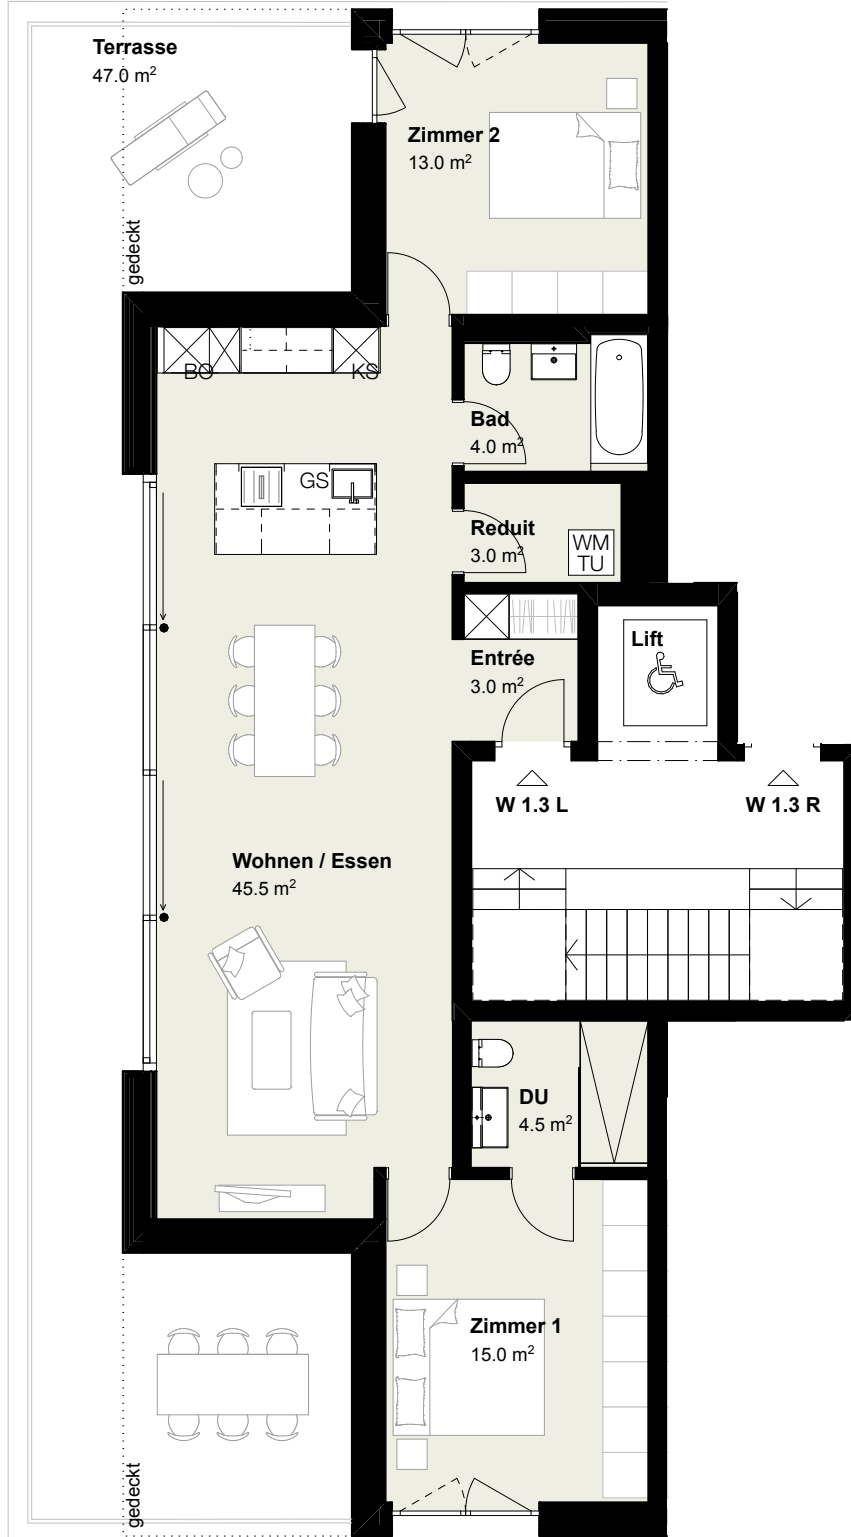 Terrasse
47.0 m²
Zimmer 2
13.0 m²
gedeckt
BO
KS
Bad
4.0 m²
GS
Reduit
3.0 m²
WM
TU
Entrée
3.0 m²
Lift
W 1.3 L
W 1.3 R
Wohnen / Essen
45.5 m²
DU
4.5 m²
Zimmer 1
15.0 m²
gedeckt